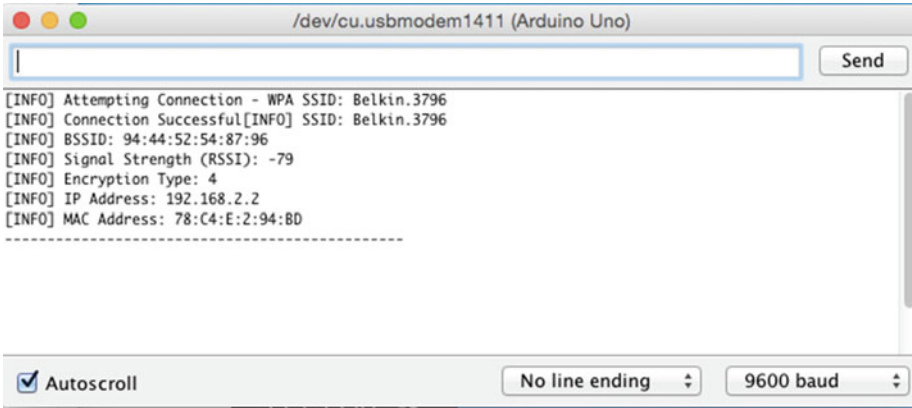 /dev/cu.usbmodem1411 (Arduino Uno)
Send
[INFO] Attempting Connection - WPA SSID: Belkin.3796
[INFO] Connection Successful[INFO] SSID: Belkin.3796
[INFO] BSSID: 94:44:52:54:87:96
[INFO] Signal Strength (RSSI): -79
[INFO] Encryption Type: 4
[INFO] IP Address: 192.168.2.2
[INFO] MAC Address: 78:C4:E:2:94:BD
------------------------------------------------
Autoscroll
No line ending
9600 baud